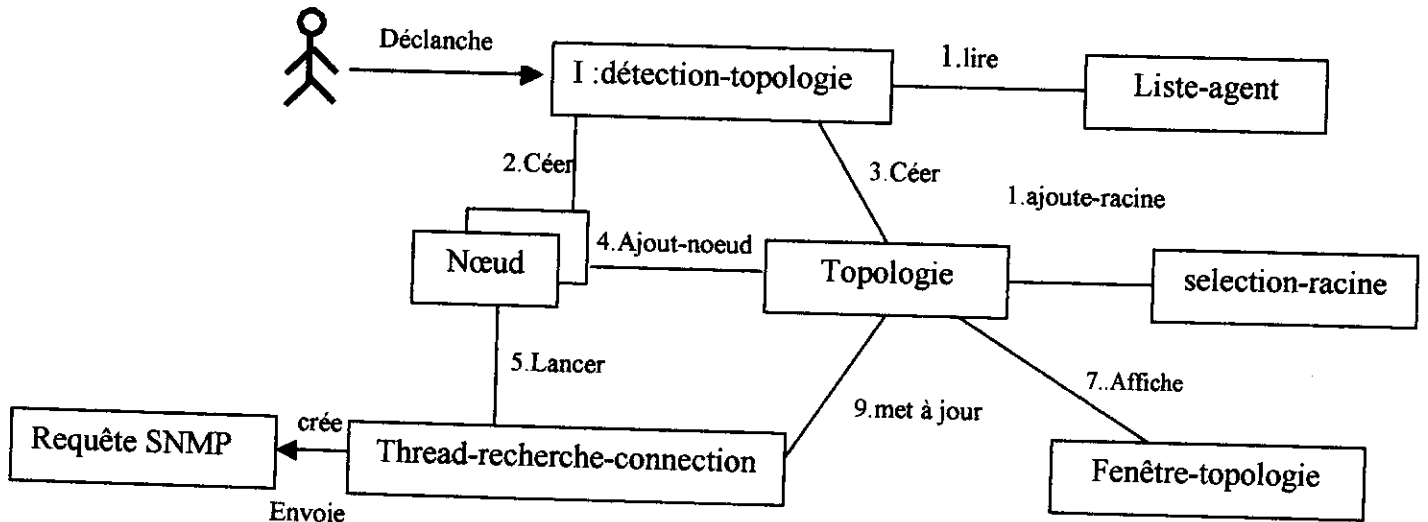 Déclanche
I :détection-topologie
1.lire
Liste-agent
2.Céer
3.Céer
1.ajoute-racine
Nœud
4.Ajout-noeud
Topologie
selection-racine
5.Lancer
7..Affiche
9.met à jour
Requête SNMP
crée
Thread-recherche-connection
Fenêtre-topologie
Envoie